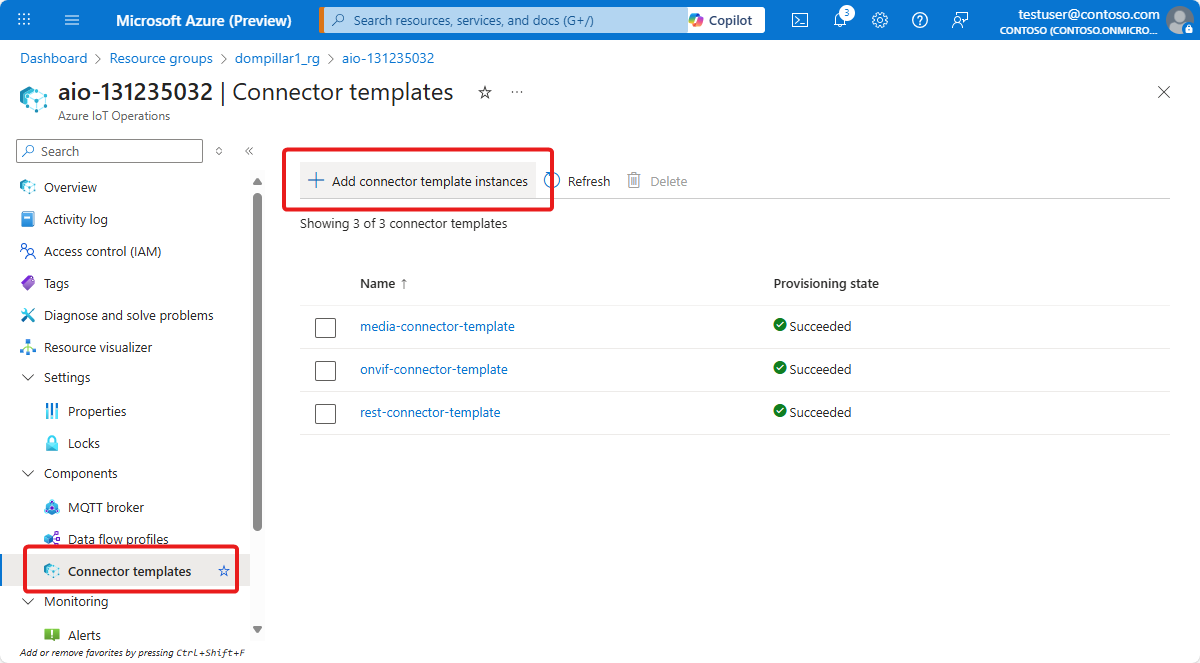 Microsoft Azure (Preview)
Search resources, services, and docs (G+/)
Copilot
3
testuser@contoso.com
CONTOSO (CONTOSO.ONMICRO...
Dashboard > Resource groups > dompillar1_rg > aio-131235032
aio-131235032 | Connector templates
Azure IoT Operations
Search
Overview
Activity log
Access control (IAM)
Tags
Diagnose and solve problems
Resource visualizer
Settings
Properties
Locks
Components
MQTT broker
Data flow profiles
Connector templates
Monitoring
Alerts
Add or remove favorites by pressing Ctrl+Shift+F
Add connector template instances
Refresh
Delete
Showing 3 of 3 connector templates
Name ↑ Provisioning state
media-connector-template Succeeded
onvif-connector-template Succeeded
rest-connector-template Succeeded